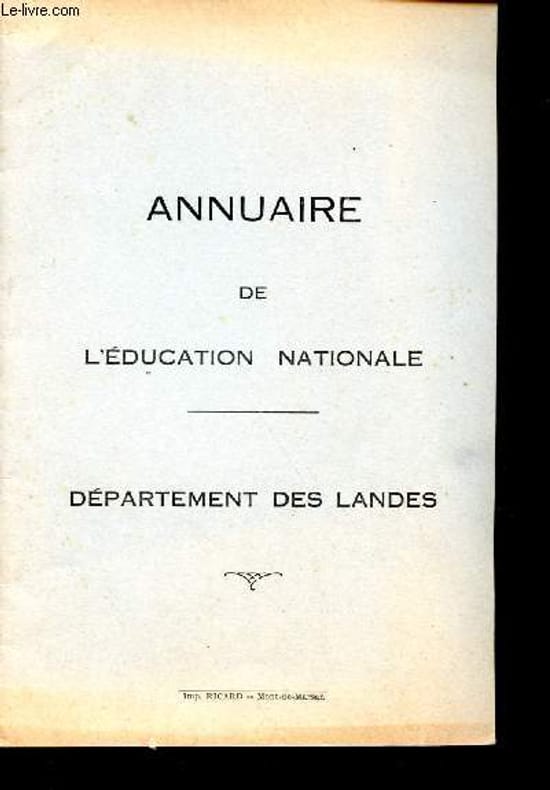 Le-livre.com
ANNUAIRE
DE
L'ÉDUCATION NATIONALE
DÉPARTEMENT DES LANDES
Imp. RICARD — Mont-de-Marsan